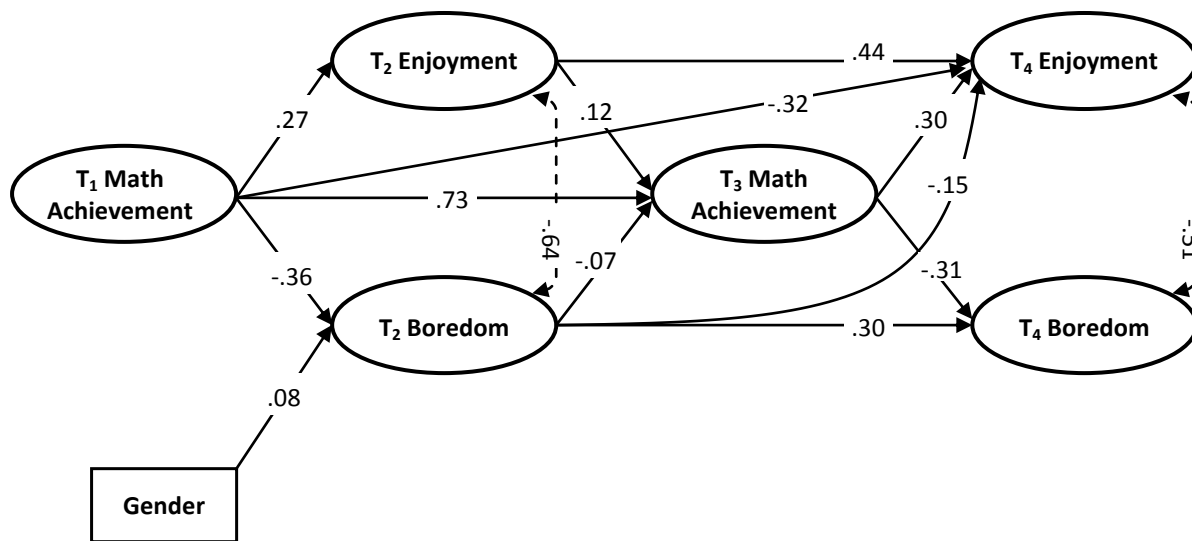 T₂ Enjoyment
.44
T₄ Enjoyment
-.32
.27
.12
.30
T₁ Math
Achievement
.73
T₃ Math
Achievement
-.15
-.64
-.36
-.07
-.31
T₂ Boredom
.30
T₄ Boredom
.08
Gender